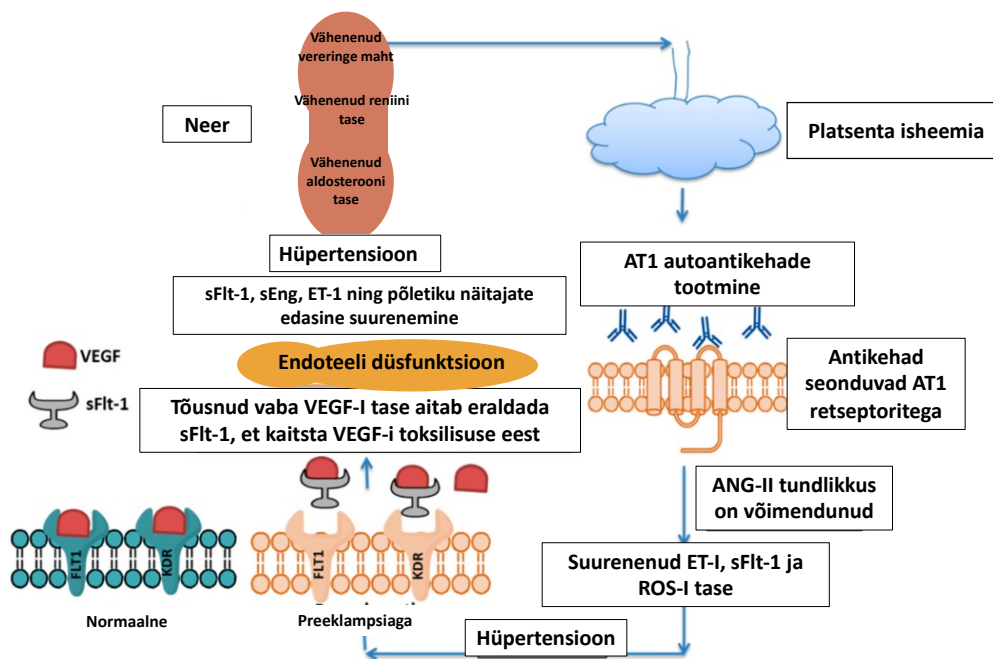 Vähenenud
vereringe maht
Vähenenud reniini
tase
Vähenenud
aldosterooni
tase
Neer
Platsenta isheemia
Hüpertensioon
sFlt-1, sEng, ET-1 ning põletiku näitajate
edasine suurenemine
AT1 autoantikehade
tootmine
VEGF
sFlt-1
Endoteeli düsfunktsioon
Tõusnud vaba VEGF-I tase aitab eraldada
sFlt-1, et kaitsta VEGF-i toksilisuse eest
Antikehad
seonduvad AT1
retseptoritega
ANG-II tundlikkus
on võimendunud
FLT1
KDR
FLT1
KDR
Suurenenud ET-I, sFlt-1 ja
ROS-I tase
Normaalne
Preeklampsiaga
Hüpertensioon